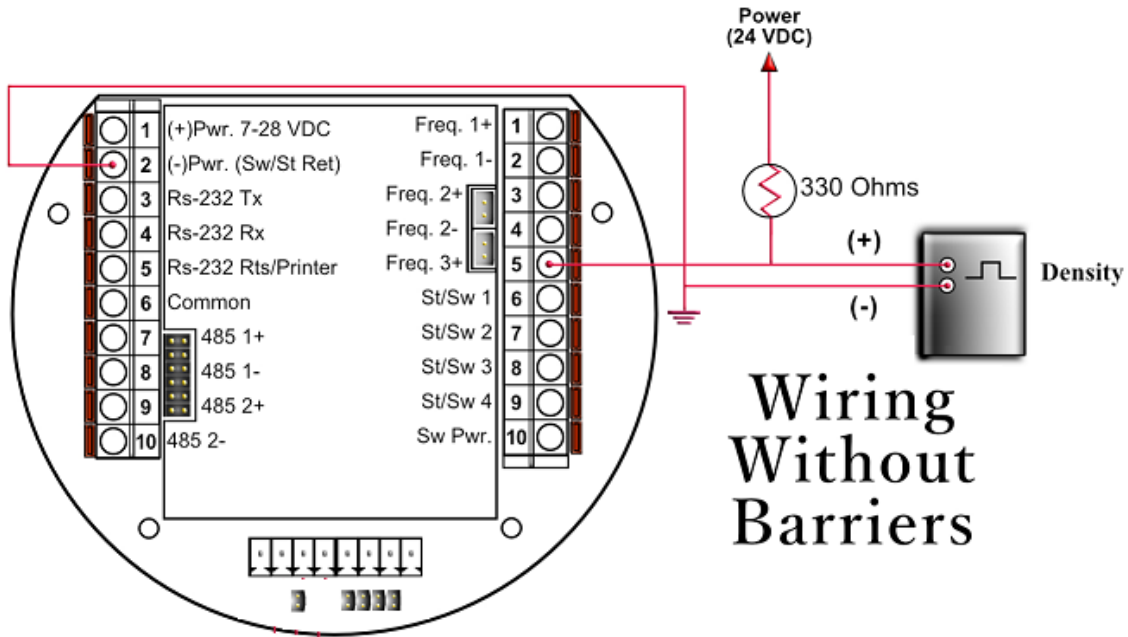 Power
(24 VDC)
1 (+)Pwr. 7-28 VDC
2 (-)Pwr. (Sw/St Ret)
3 Rs-232 Tx
4 Rs-232 Rx
5 Rs-232 Rts/Printer
6 Common
7 485 1+
8 485 1-
9 485 2+
10 485 2-
Freq. 1+ 1
Freq. 1- 2
Freq. 2+ 3
Freq. 2- 4
Freq. 3+ 5
St/Sw 1 6
St/Sw 2 7
St/Sw 3 8
St/Sw 4 9
Sw Pwr. 10
330 Ohms
(+)
(-)
Density
Wiring
Without
Barriers